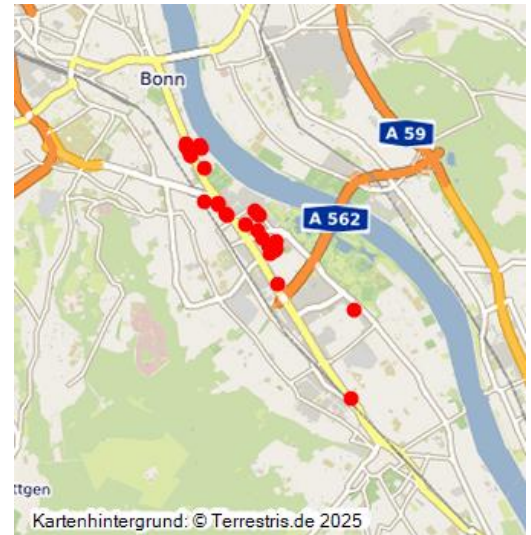 Bonn
A 59
A 562
ttgen
Kartenhintergrund: © Terrestris.de 2025